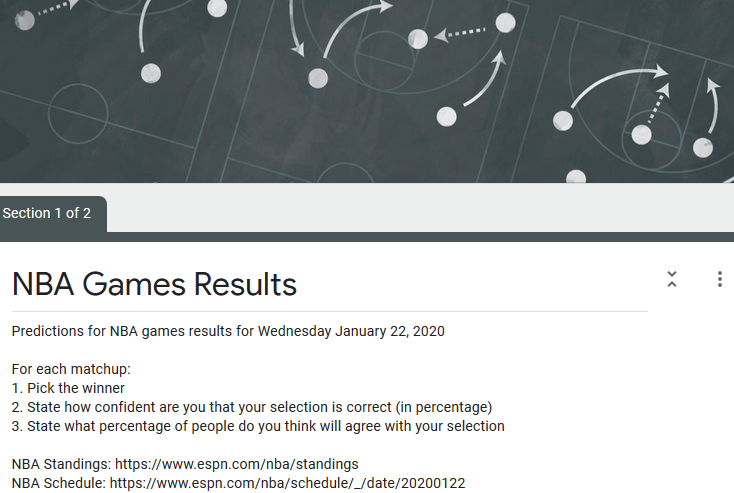 Section 1 of 2
NBA Games Results
Predictions for NBA games results for Wednesday January 22, 2020
For each matchup:
1. Pick the winner
2. State how confident are you that your selection is correct (in percentage)
3. State what percentage of people do you think will agree with your selection
NBA Standings: https://www.espn.com/nba/standings
NBA Schedule: https://www.espn.com/nba/schedule/_/date/20200122